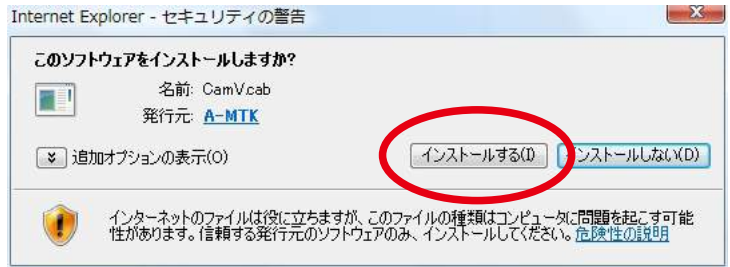 Internet Explorer - セキュリティの警告
このソフトウェアをインストールしますか?
名前: CamV.cab
発行元: A-MTK
追加オプションの表示(O)
インストールする(I)
インストールしない(D)
インターネットのファイルは役に立ちますが、このファイルの種類はコンピュータに問題を起こす可能
性があります。信頼する発行元のソフトウェアのみ、インストールしてください。危険性の説明